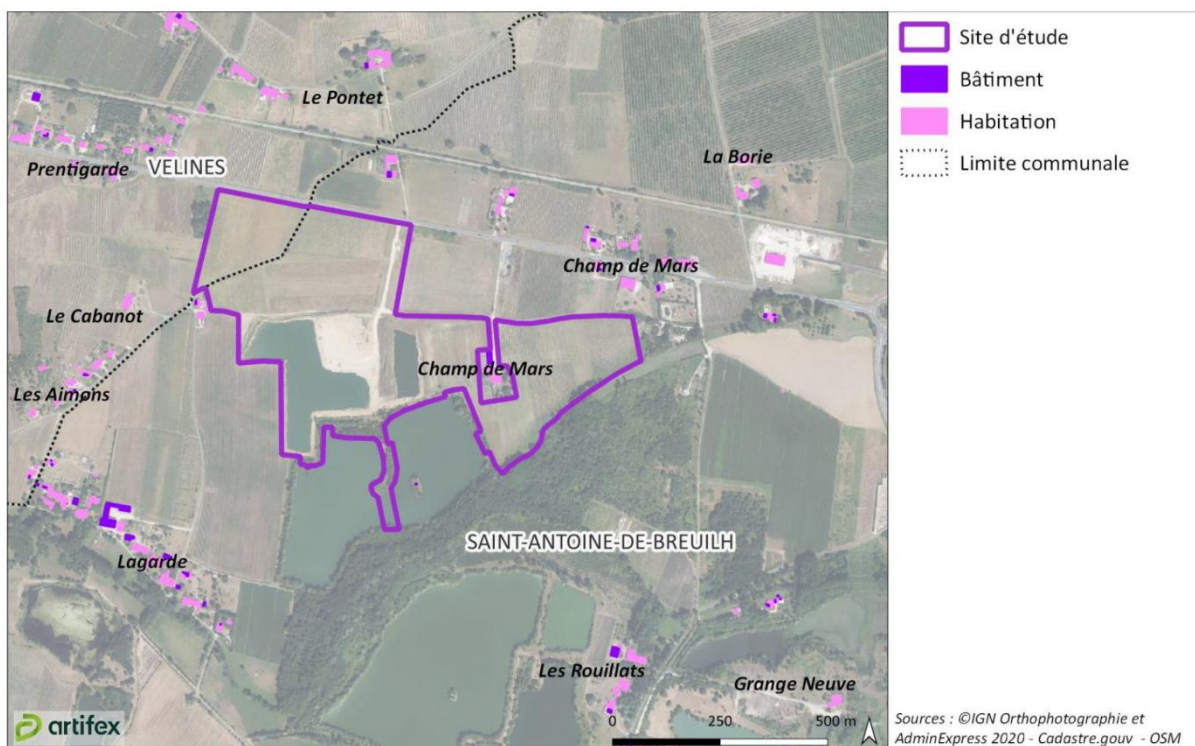 Site d'étude
Bâtiment
Habitation
Limite communale
Le Pontet
Prentigarde
VELINES
La Borie
Champ de Mars
Le Cabanot
Champ de Mars
Les Aimons
SAINT-ANTOINE-DE-BREUILH
Lagarde
Les Rouillats
Grange Neuve
0 250 500 m
artifex
Sources : ©IGN Orthophotographie et
AdminExpress 2020 - Cadastre.gouv - OSM